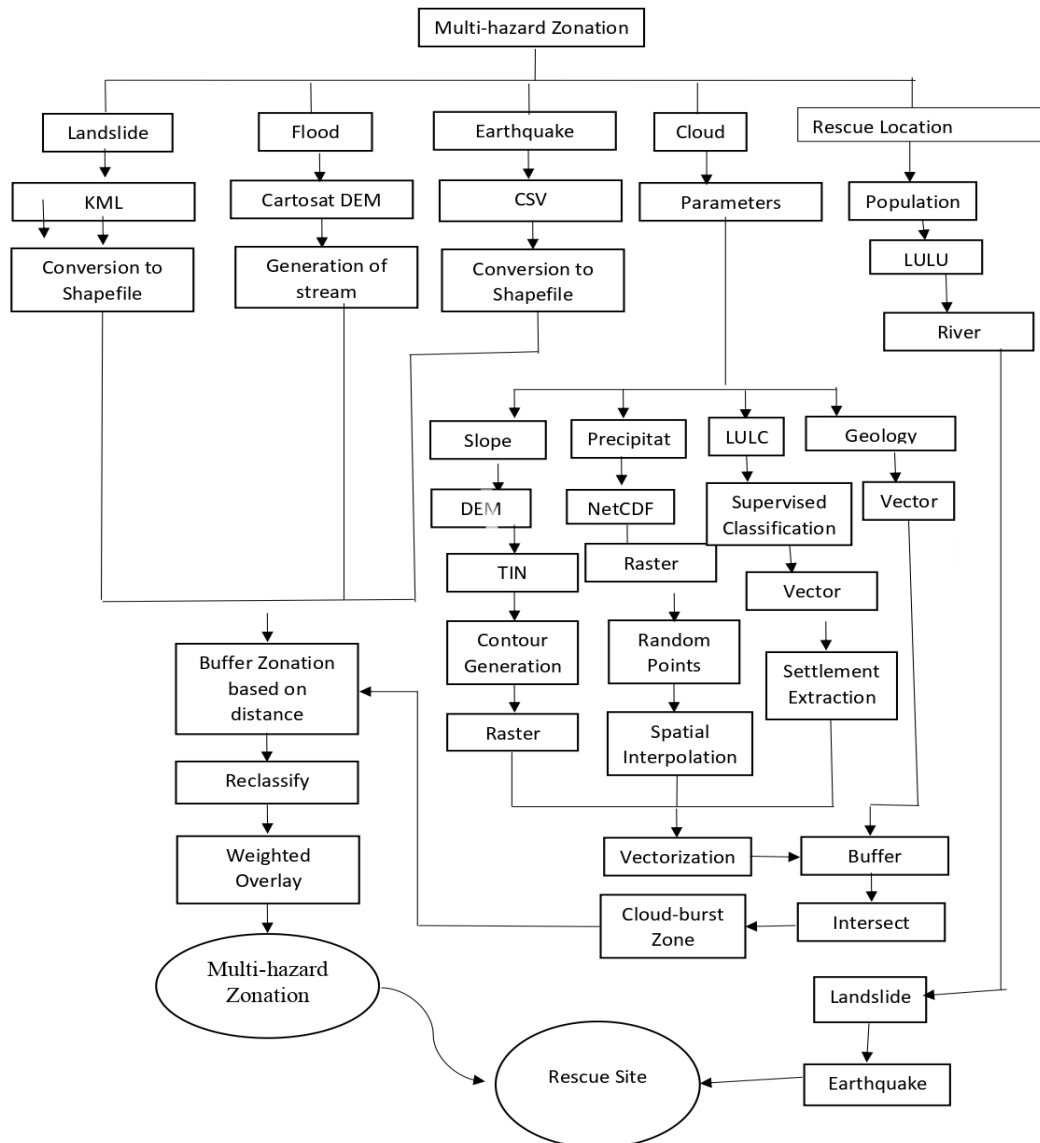 Multi-hazard Zonation
Landslide
Flood
Earthquake
Cloud
Rescue Location
KML
Cartosat DEM
CSV
Parameters
Population
Conversion to
Shapefile
Generation of
stream
Conversion to
Shapefile
LULU
River
Slope
Precipitat
LULC
Geology
DEM
NetCDF
Supervised
Classification
Vector
TIN
Raster
Vector
Contour
Generation
Random
Points
Settlement
Extraction
Buffer Zonation
based on
distance
Raster
Spatial
Interpolation
Reclassify
Vectorization
Buffer
Weighted
Overlay
Cloud-burst
Zone
Intersect
Multi-hazard
Zonation
Landslide
Rescue Site
Earthquake